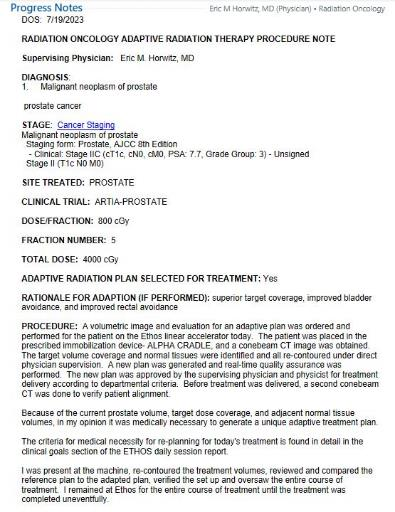 Progress Notes
Eric M Horwitz, MD (Physician) • Radiation Oncology
DOS: 7/19/2023
RADIATION ONCOLOGY ADAPTIVE RADIATION THERAPY PROCEDURE NOTE
Supervising Physician: Eric M. Horwitz, MD
DIAGNOSIS:
1. Malignant neoplasm of prostate
prostate cancer
STAGE: Cancer Staging
Malignant neoplasm of prostate
Staging form: Prostate, AJCC 8th Edition
- Clinical: Stage IIC (cT1c, cN0, cM0, PSA: 7.7, Grade Group: 3) - Unsigned
Stage II (T1c N0 M0)
SITE TREATED: PROSTATE
CLINICAL TRIAL: ARTIA-PROSTATE
DOSE/FRACTION: 800 cGy
FRACTION NUMBER: 5
TOTAL DOSE: 4000 cGy
ADAPTIVE RADIATION PLAN SELECTED FOR TREATMENT: Yes
RATIONALE FOR ADAPTION (IF PERFORMED): superior target coverage, improved bladder
avoidance, and improved rectal avoidance
PROCEDURE: A volumetric image and evaluation for an adaptive plan was ordered and
performed for the patient on the Ethos linear accelerator today. The patient was placed in the
prescribed immobilization device- ALPHA CRADLE, and a conebeam CT image was obtained.
The target volume coverage and normal tissues were identified and all re-contoured under direct
physician supervision. A new plan was generated and real-time quality assurance was
performed. The new plan was approved by the supervising physician and physicist for treatment
delivery according to departmental criteria. Before treatment was delivered, a second conebeam
CT was done to verify patient alignment.
Because of the current prostate volume, target dose coverage, and adjacent normal tissue
volumes, in my opinion it was medically necessary to generate a unique adaptive treatment plan.
The criteria for medical necessity for re-planning for today's treatment is found in detail in the
clinical goals section of the ETHOS daily session report.
I was present at the machine, re-contoured the treatment volumes, reviewed and compared the
reference plan to the adapted plan, verified the set up and oversaw the entire course of
treatment. I remained at Ethos for the entire course of treatment until the treatment was
completed uneventfully.